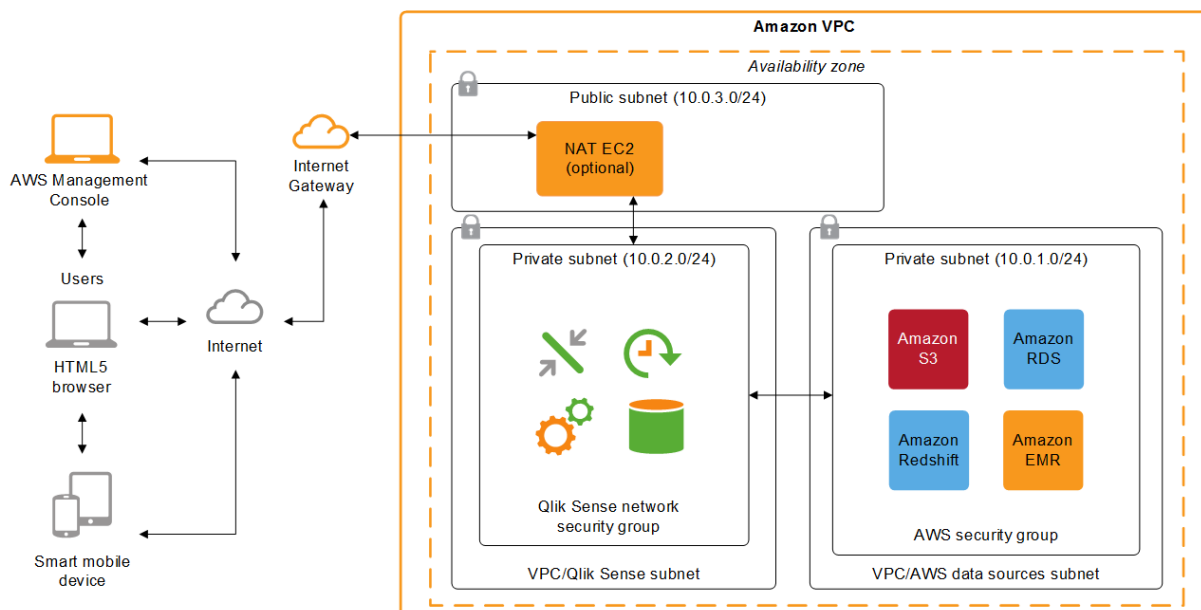 Amazon VPC
Availability zone
Public subnet (10.0.3.0/24)
NAT EC2
(optional)
Internet
Gateway
AWS Management
Console
Users
HTML5
browser
Internet
Smart mobile
device
Private subnet (10.0.2.0/24)
Qlik Sense network
security group
VPC/Qlik Sense subnet
Private subnet (10.0.1.0/24)
Amazon
S3
Amazon
RDS
Amazon
Redshift
Amazon
EMR
AWS security group
VPC/AWS data sources subnet